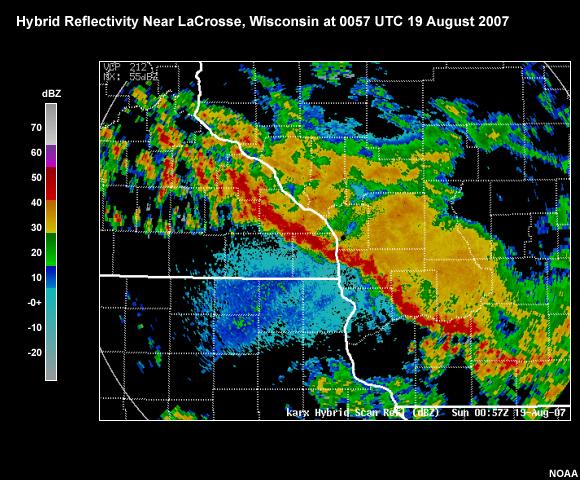 Hybrid Reflectivity Near LaCrosse, Wisconsin at 0057 UTC 19 August 2007
VCP 212
MX: 55dBZ
dBZ
70
60
50
40
30
20
10
-0+
-10
-20
karx Hybrid Scan Refl (dBZ) Sun 00:57Z 19-Aug-07
NOAA